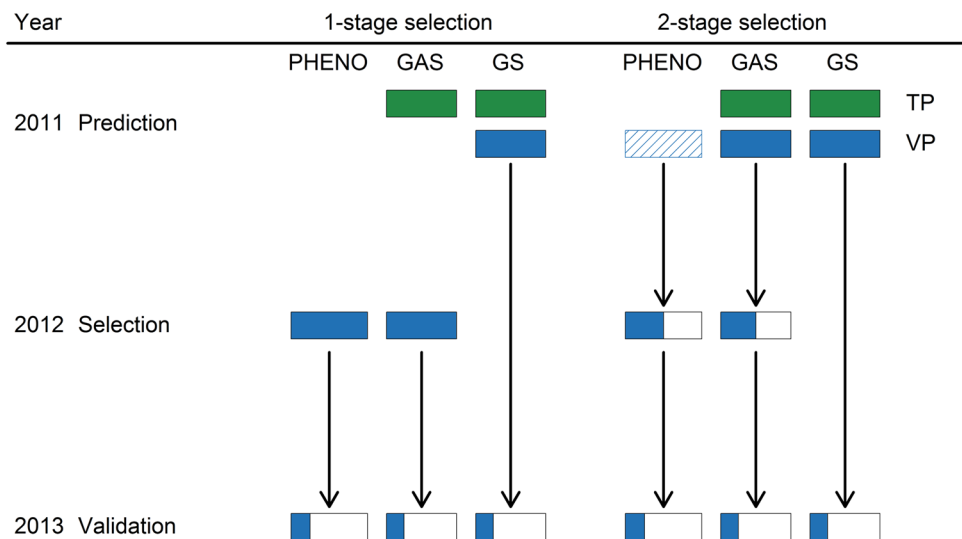 Year 1-stage selection 2-stage selection
PHENO GAS GS PHENO GAS GS
TP
2011 Prediction
VP
2012 Selection
2013 Validation